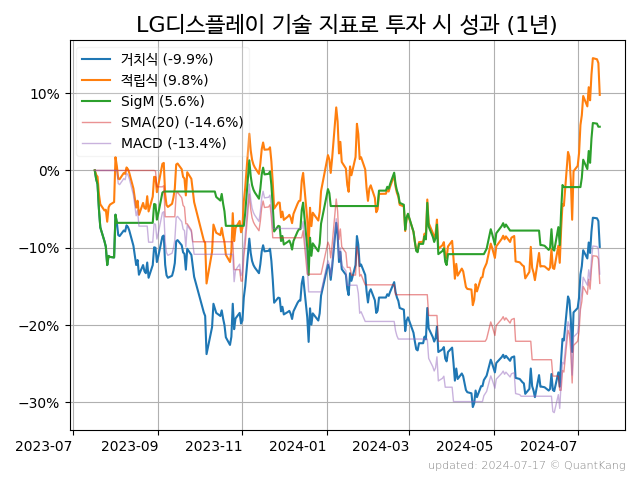 LG디스플레이 기술 지표로 투자 시 성과 (1년)
거치식 (-9.9%)
적립식 (9.8%)
SigM (5.6%)
SMA(20) (-14.6%)
MACD (-13.4%)
10%
0%
−10%
−20%
−30%
2023-07 2023-09 2023-11 2024-01 2024-03 2024-05 2024-07
updated: 2024-07-17 © QuantKang